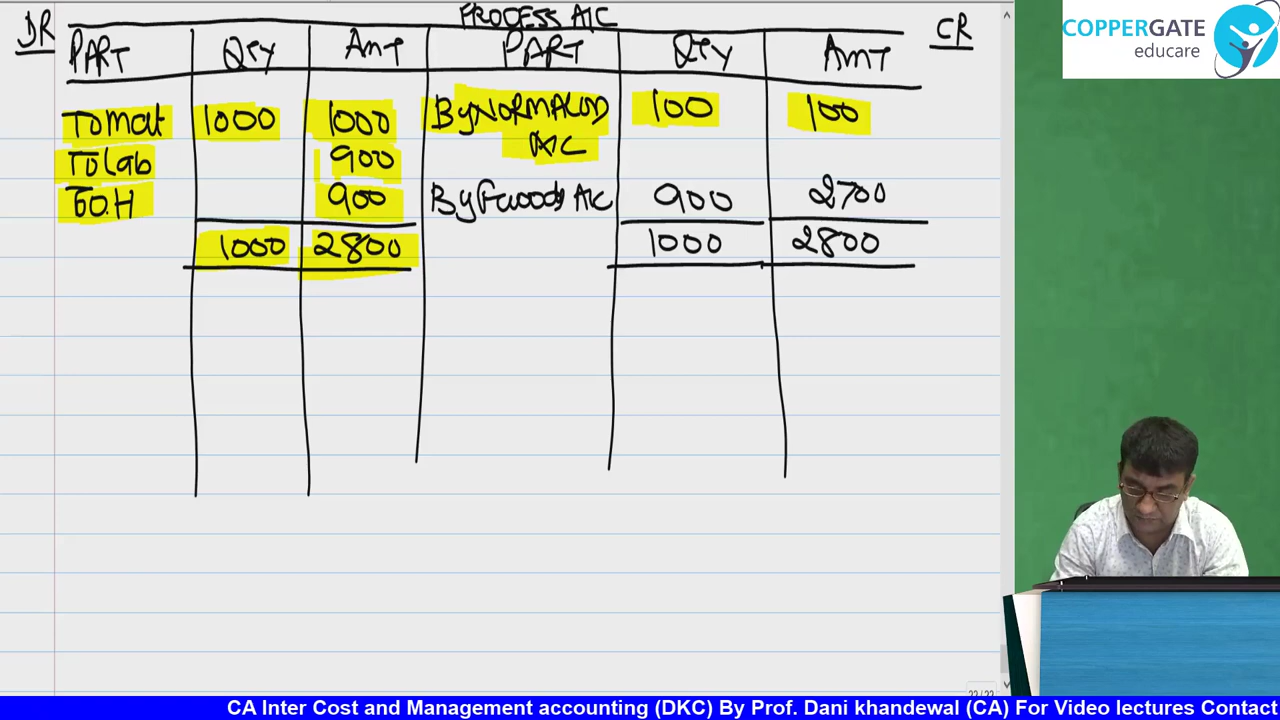 PROCESS A/C
DR CR
PART QTY AMT PART QTY AMT
To mat 1000 1000 By NORMAL LOSS A/C 100 100
To Lab 900
To O.H 900 By F Goods A/C 900 2700
1000 2800 1000 2800
COPPERGATE
educare
22/22
CA Inter Cost and Management accounting (DKC) By Prof. Dani khandewal (CA) For Video lectures Contact